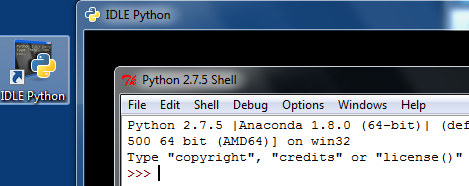 IDLE Python
IDLE Python
Python 2.7.5 Shell
File Edit Shell Debug Options Windows Help
Python 2.7.5 |Anaconda 1.8.0 (64-bit)| (def
500 64 bit (AMD64)] on win32
Type "copyright", "credits" or "license()"
>>>